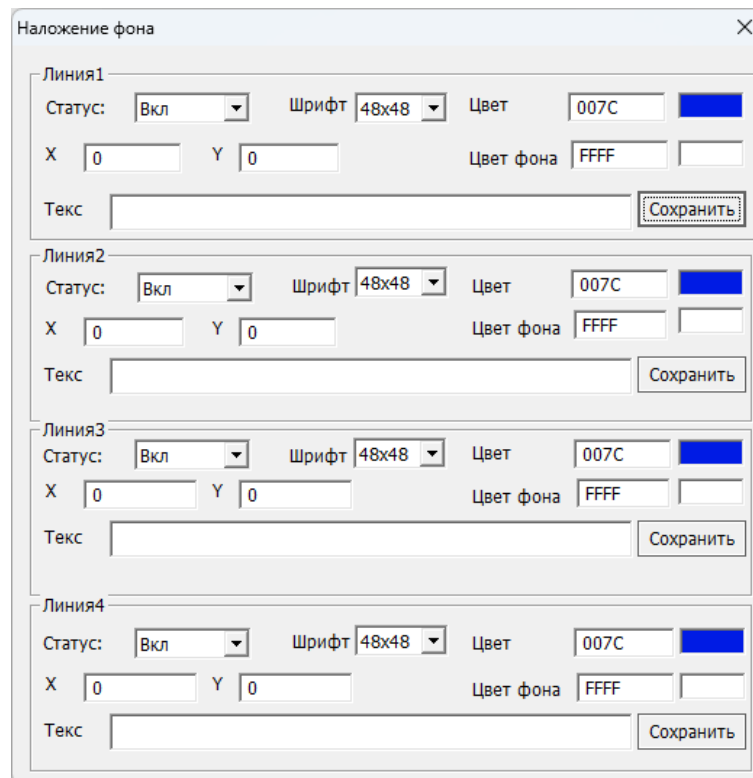 Наложение фона
Линия1
Статус: Вкл Шрифт 48x48 Цвет 007C
X 0 Y 0 Цвет фона FFFF
Текс Сохранить
Линия2
Статус: Вкл Шрифт 48x48 Цвет 007C
X 0 Y 0 Цвет фона FFFF
Текс Сохранить
Линия3
Статус: Вкл Шрифт 48x48 Цвет 007C
X 0 Y 0 Цвет фона FFFF
Текс Сохранить
Линия4
Статус: Вкл Шрифт 48x48 Цвет 007C
X 0 Y 0 Цвет фона FFFF
Текс Сохранить